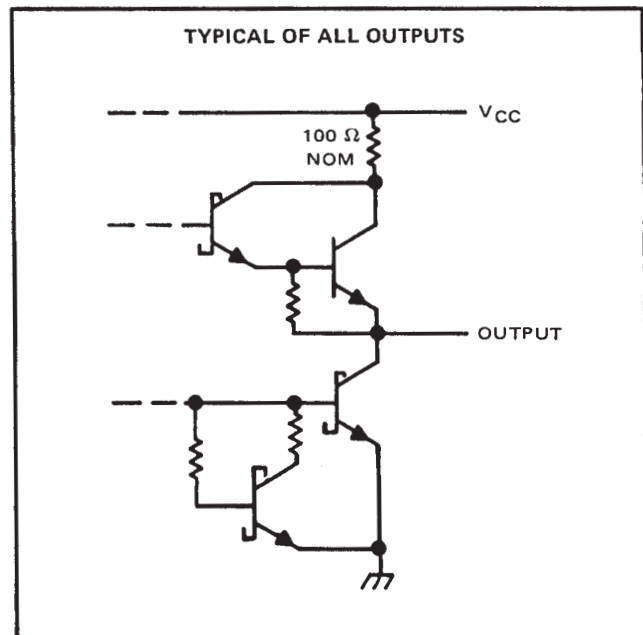 TYPICAL OF ALL OUTPUTS
VCC
100 Ω
NOM
OUTPUT